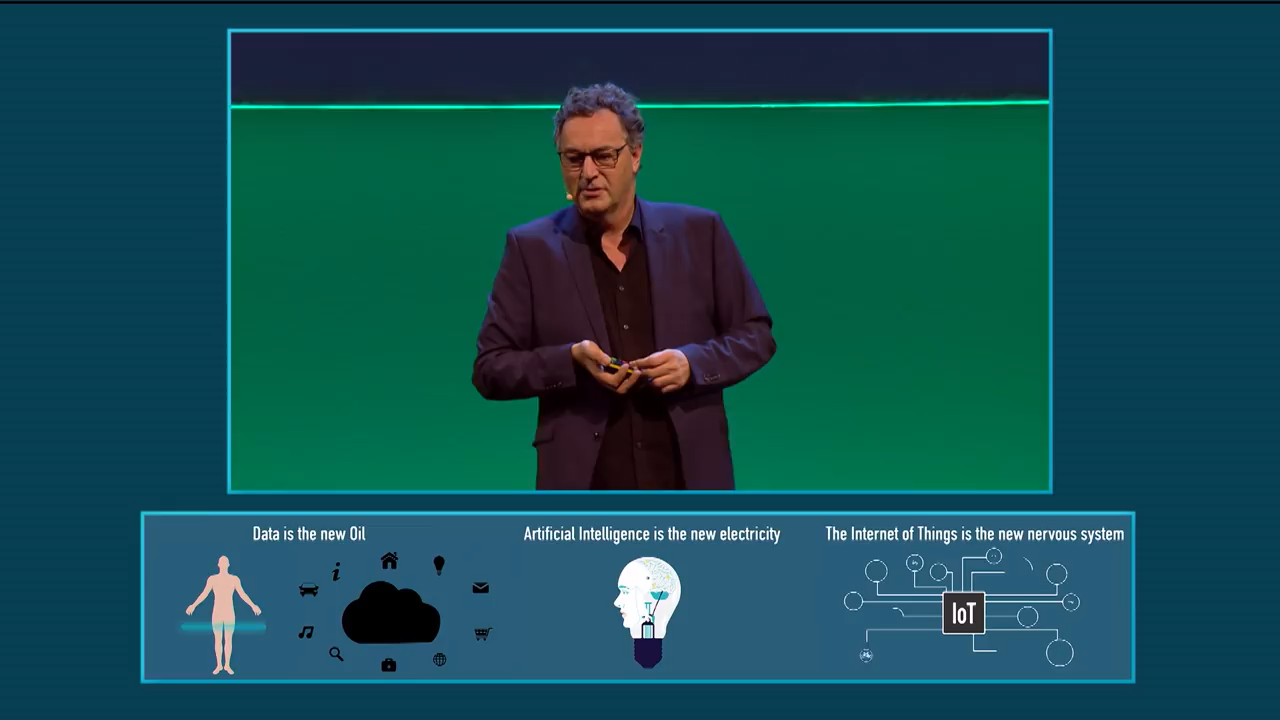 Data is the new Oil
Artificial Intelligence is the new electricity
The Internet of Things is the new nervous system
IoT